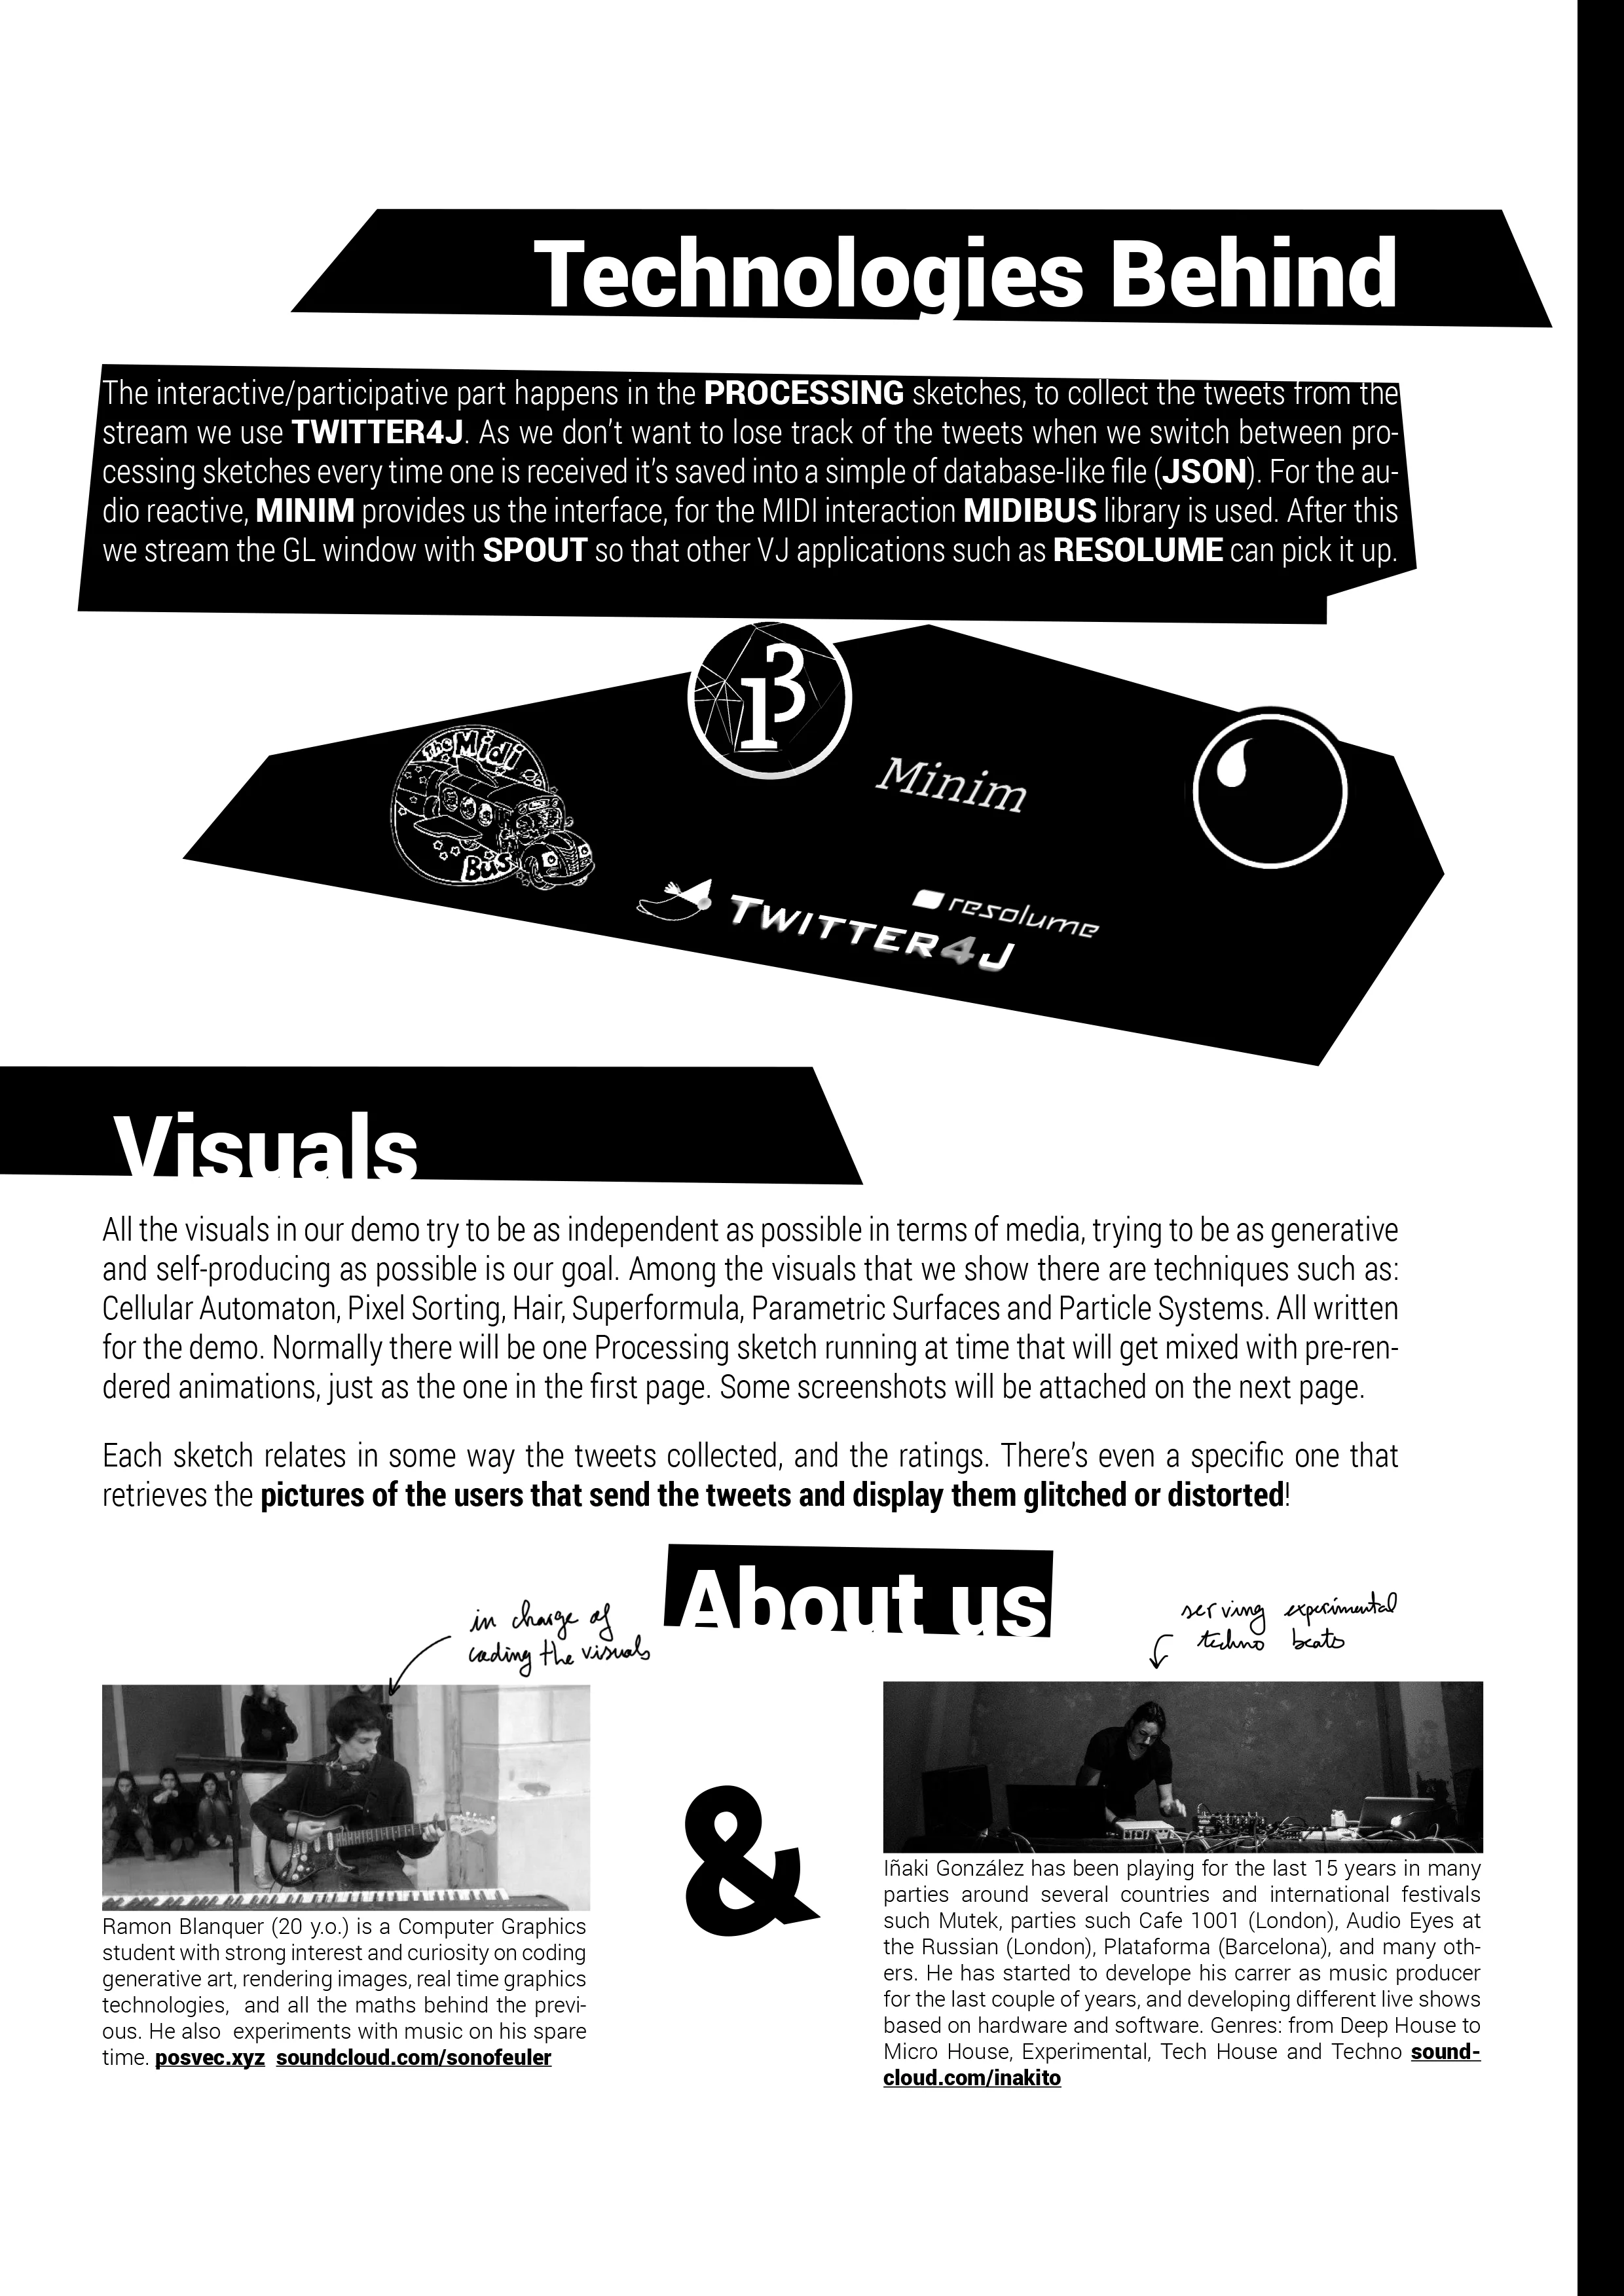 Technologies Behind
The interactive/participative part happens in the PROCESSING sketches, to collect the tweets from the
stream we use TWITTER4J. As we don't want to lose track of the tweets when we switch between pro-
cessing sketches every time one is received it's saved into a simple of database-like file (JSON). For the au-
dio reactive, MINIM provides us the interface, for the MIDI interaction MIDIBUS library is used. After this
we stream the GL window with SPOUT so that other VJ applications such as RESOLUME can pick it up.
The Midi
Bus
Minim
resolume
TWITTER4J
Visuals
All the visuals in our demo try to be as independent as possible in terms of media, trying to be as generative
and self-producing as possible is our goal. Among the visuals that we show there are techniques such as:
Cellular Automaton, Pixel Sorting, Hair, Superformula, Parametric Surfaces and Particle Systems. All written
for the demo. Normally there will be one Processing sketch running at time that will get mixed with pre-ren-
dered animations, just as the one in the first page. Some screenshots will be attached on the next page.
Each sketch relates in some way the tweets collected, and the ratings. There's even a specific one that
retrieves the pictures of the users that send the tweets and display them glitched or distorted!
About us
in charge of
coding the visuals
serving experimental
techno beats
&
Ramon Blanquer (20 y.o.) is a Computer Graphics
student with strong interest and curiosity on coding
generative art, rendering images, real time graphics
technologies, and all the maths behind the previ-
ous. He also experiments with music on his spare
time. posvec.xyz soundcloud.com/sonofeuler
Iñaki González has been playing for the last 15 years in many
parties around several countries and international festivals
such Mutek, parties such Cafe 1001 (London), Audio Eyes at
the Russian (London), Plataforma (Barcelona), and many oth-
ers. He has started to develope his carrer as music producer
for the last couple of years, and developing different live shows
based on hardware and software. Genres: from Deep House to
Micro House, Experimental, Tech House and Techno sound-
cloud.com/inakito